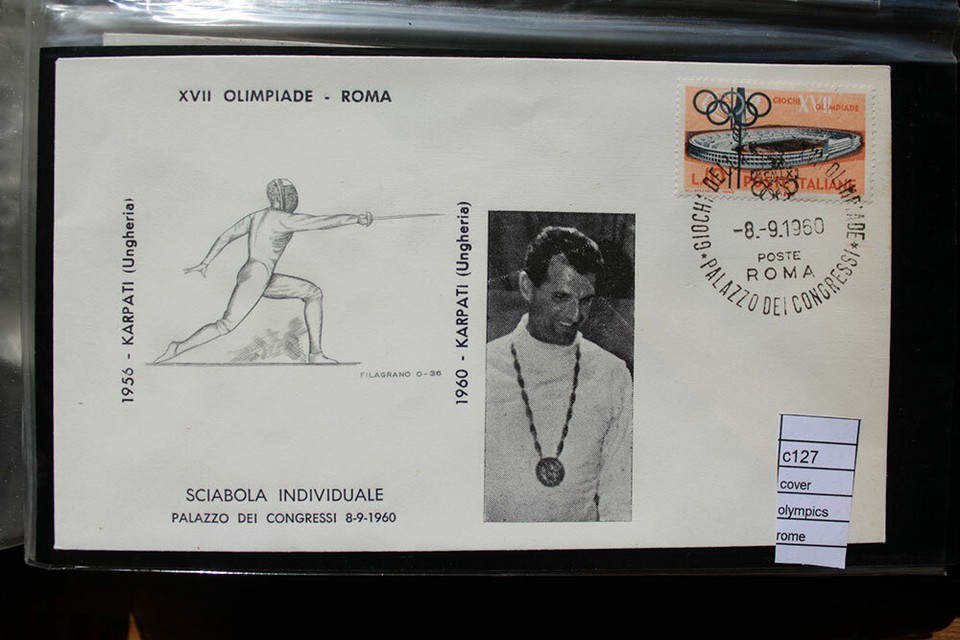 XVII OLIMPIADE - ROMA
GIOCHI XVII OLIMPIADE
POSTE ITALIANE
-8.-9.1960
POSTE
ROMA
*PALAZZO DEI CONGRESSI*
1956 - KARPATI (Ungheria)
1960 - KARPATI (Ungheria)
FILAGRANO O-36
SCIABOLA INDIVIDUALE
PALAZZO DEI CONGRESSI 8-9-1960
c127
cover
olympics
rome